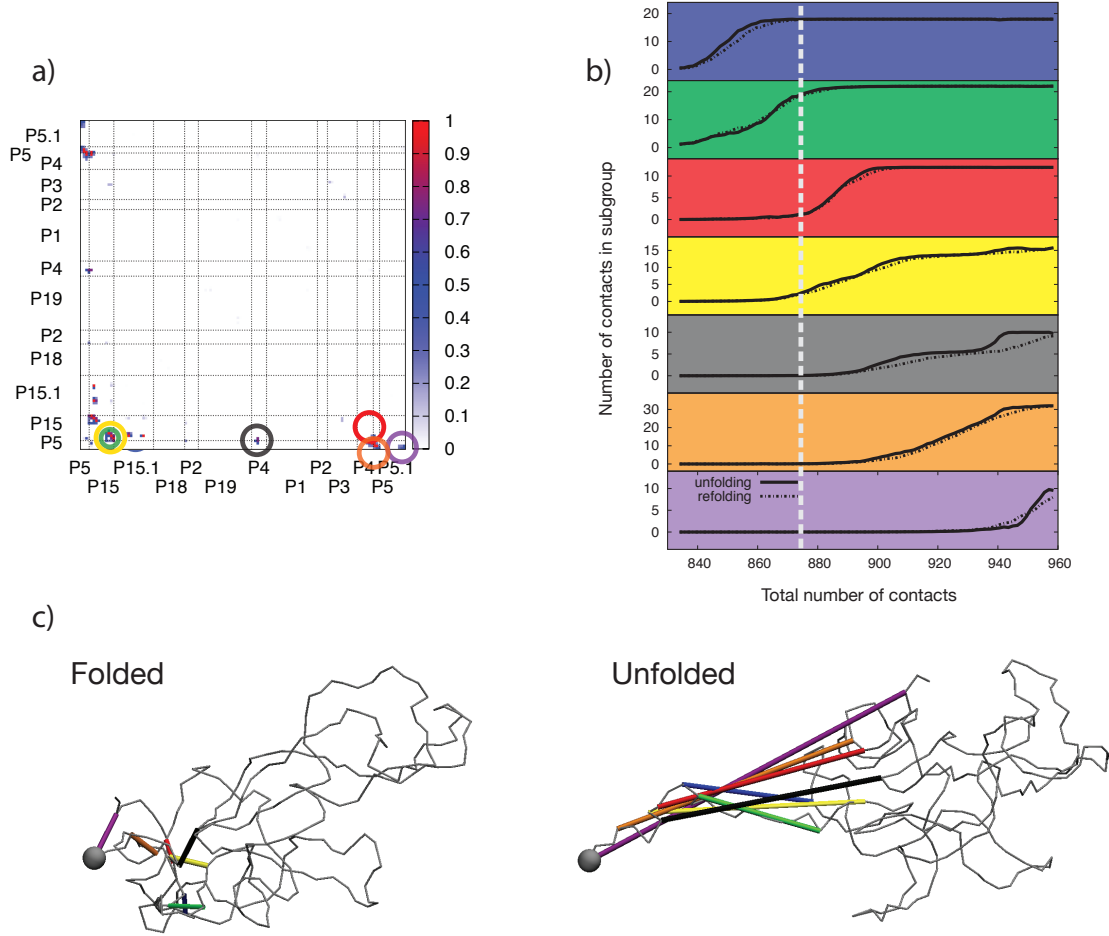 a)
P5.1
P5
P4
P3
P2
P1
P4
P19
P2
P18
P15.1
P15
P5
P5 P15.1 P2 P4 P2 P4 P5.1
P15 P18 P19 P1 P3 P5
1
0.9
0.8
0.7
0.6
0.5
0.4
0.3
0.2
0.1
0
b)
Number of contacts in subgroup
20
10
0
20
10
0
10
5
0
15
10
5
0
10
5
0
30
20
10
0
10
5
0
unfolding
refolding
840 860 880 900 920 940 960
Total number of contacts
c)
Folded
Unfolded